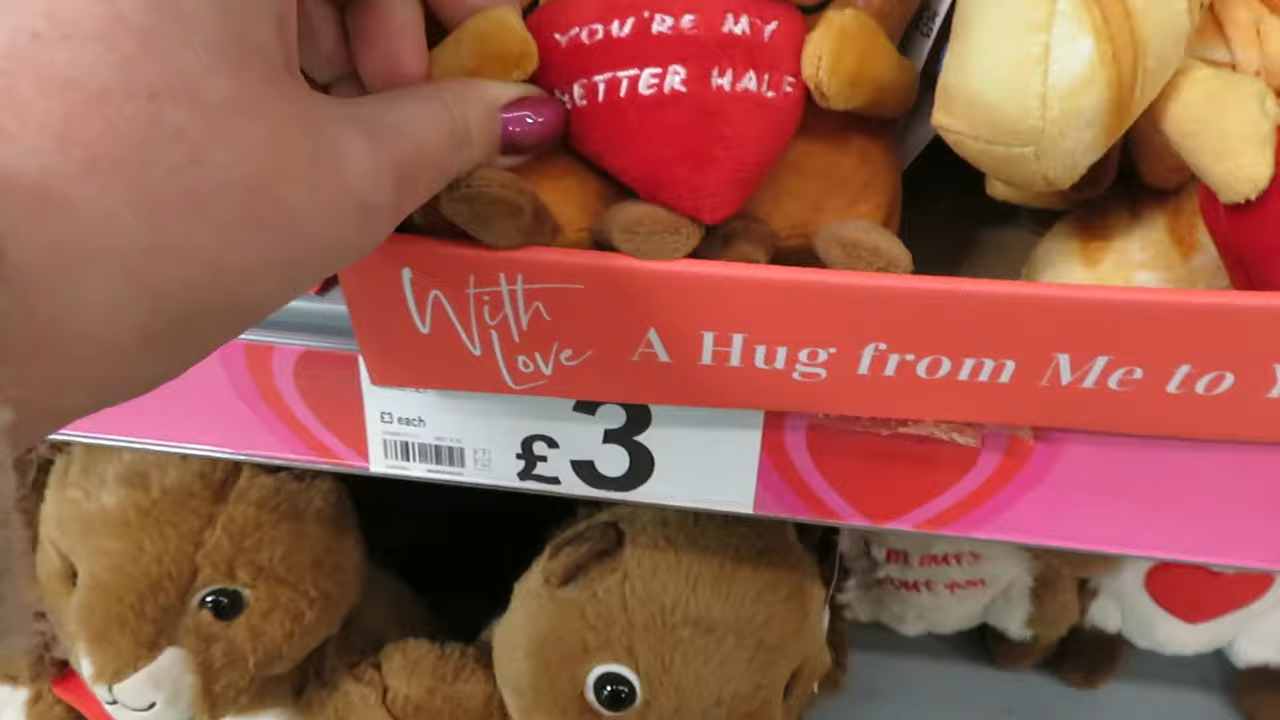 YOU'RE MY
BETTER HALF
With
Love
A Hug from Me to
£3 each
£3